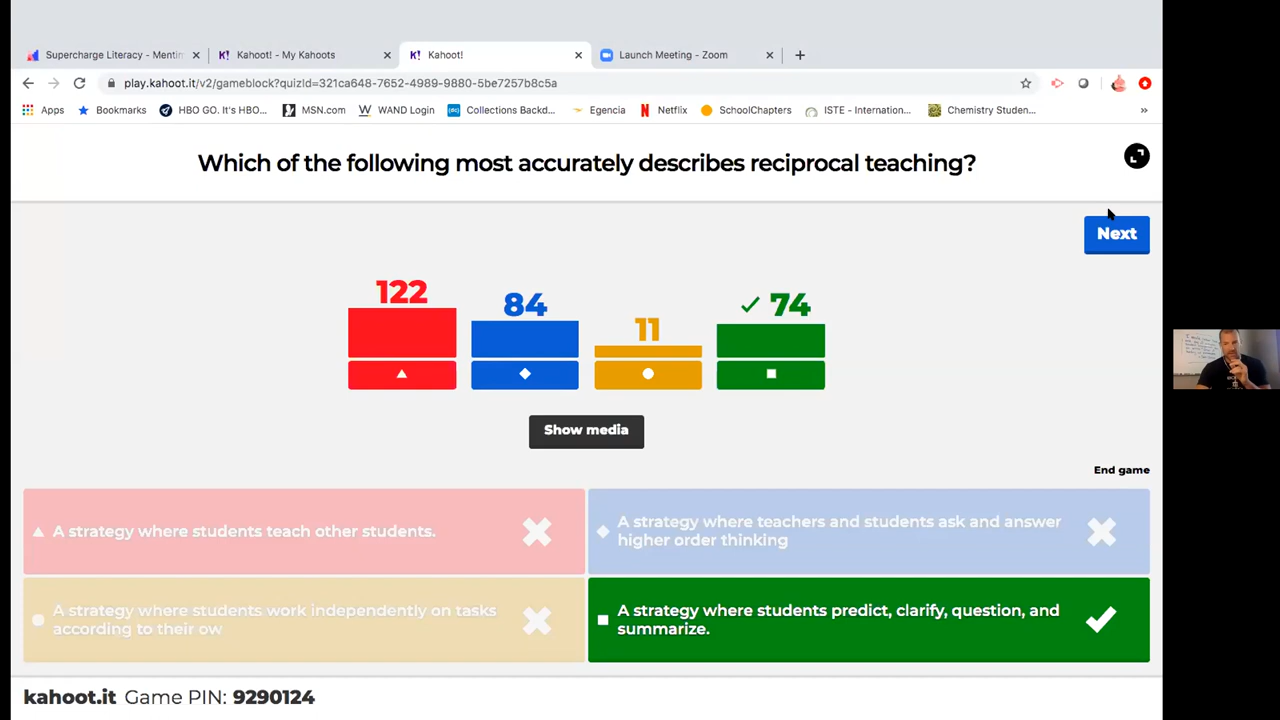 Supercharge Literacy - Mentin
Kahoot! - My Kahoots
Kahoot!
Launch Meeting - Zoom
play.kahoot.it/v2/gameblock?quizId=321ca648-7652-4989-9880-5be7257b8c5a
Apps
Bookmarks
HBO GO. It's HBO...
MSN.com
WAND Login
Collections Backd...
Egencia
Netflix
SchoolChapters
ISTE - Internation...
Chemistry Studen...
Which of the following most accurately describes reciprocal teaching?
Next
122
84
11
74
Show media
End game
A strategy where students teach other students.
A strategy where teachers and students ask and answer
higher order thinking
A strategy where students work independently on tasks
according to their ow
A strategy where students predict, clarify, question, and
summarize.
kahoot.it Game PIN: 9290124